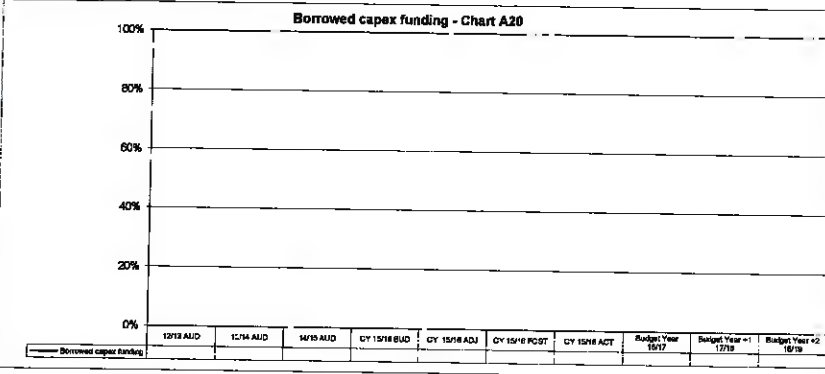 Borrowed capex funding - Chart A20
100%
80%
60%
40%
20%
0%
12/13 AUD
13/14 AUD
14/15 AUD
CY 15/16 BUD
CY 15/16 ADJ
CY 15/16 FCST
CY 15/16 ACT
Budget Year
16/17
Budget Year +1
17/18
Budget Year +2
18/19
Borrowed capex funding